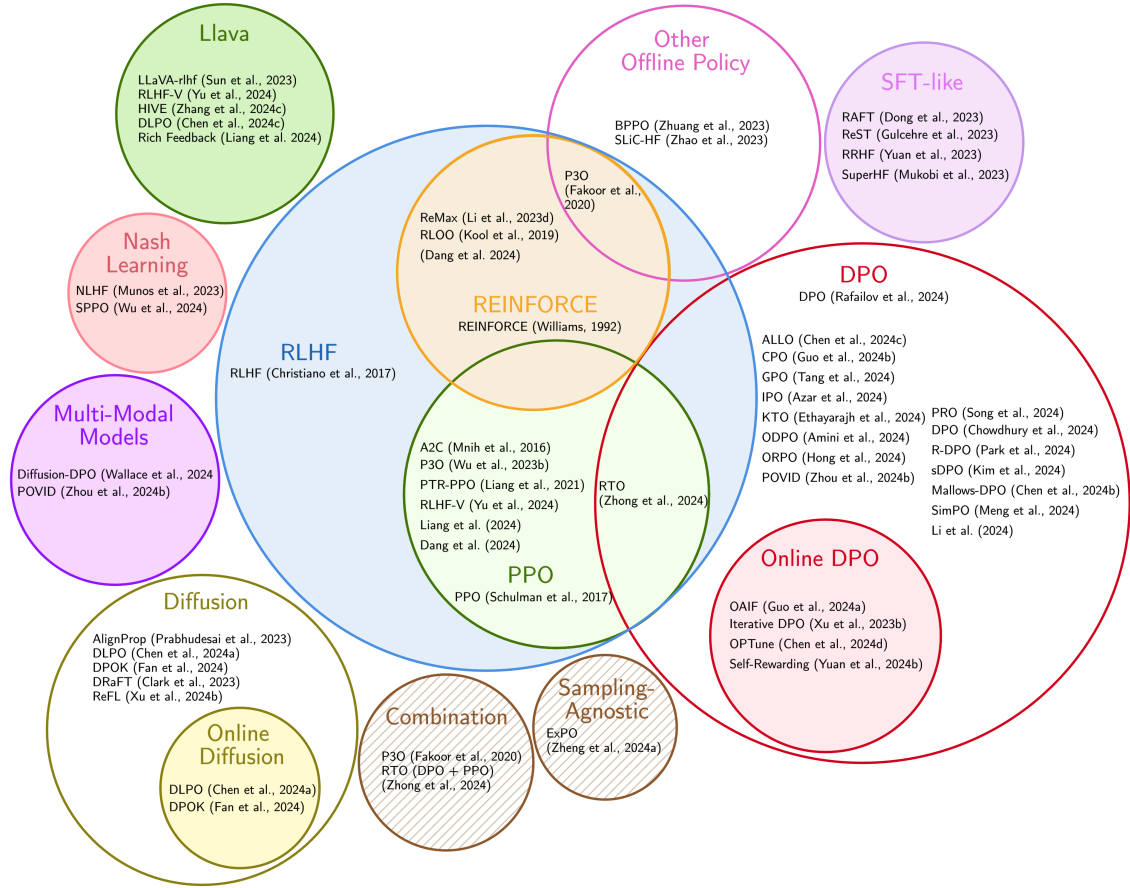 Llava
LLaVA-rlhf (Sun et al., 2023)
RLHF-V (Yu et al., 2024)
HIVE (Zhang et al., 2024c)
DLPO (Chen et al., 2024c)
Rich Feedback (Liang et al. 2024)
Other
Offline Policy
BPPO (Zhuang et al., 2023)
SLiC-HF (Zhao et al., 2023)
SFT-like
RAFT (Dong et al., 2023)
ReST (Gulcehre et al., 2023)
RRHF (Yuan et al., 2023)
SuperHF (Mukobi et al., 2023)
P3O
(Fakoor et al.,
2020)
ReMax (Li et al., 2023d)
RLOO (Kool et al., 2019)
(Dang et al. 2024)
REINFORCE
REINFORCE (Williams, 1992)
Nash
Learning
NLHF (Munos et al., 2023)
SPPO (Wu et al., 2024)
RLHF
RLHF (Christiano et al., 2017)
DPO
DPO (Rafailov et al., 2024)
ALLO (Chen et al., 2024c)
CPO (Guo et al., 2024b)
GPO (Tang et al., 2024)
IPO (Azar et al., 2024)
KTO (Ethayarajh et al., 2024)
ODPO (Amini et al., 2024)
ORPO (Hong et al., 2024)
POVID (Zhou et al., 2024b)
PRO (Song et al., 2024)
DPO (Chowdhury et al., 2024)
R-DPO (Park et al., 2024)
sDPO (Kim et al., 2024)
Mallows-DPO (Chen et al., 2024b)
SimPO (Meng et al., 2024)
Li et al. (2024)
Multi-Modal
Models
Diffusion-DPO (Wallace et al., 2024
POVID (Zhou et al., 2024b)
A2C (Mnih et al., 2016)
P3O (Wu et al., 2023b)
PTR-PPO (Liang et al., 2021)
RLHF-V (Yu et al., 2024)
Liang et al. (2024)
Dang et al. (2024)
PPO
PPO (Schulman et al., 2017)
RTO
(Zhong et al., 2024)
Online DPO
OAIF (Guo et al., 2024a)
Iterative DPO (Xu et al., 2023b)
OPTune (Chen et al., 2024d)
Self-Rewarding (Yuan et al., 2024b)
Diffusion
AlignProp (Prabhudesai et al., 2023)
DLPO (Chen et al., 2024a)
DPOK (Fan et al., 2024)
DRaFT (Clark et al., 2023)
ReFL (Xu et al., 2024b)
Online
Diffusion
DLPO (Chen et al., 2024a)
DPOK (Fan et al., 2024)
Combination
P3O (Fakoor et al., 2020)
RTO (DPO + PPO)
(Zhong et al., 2024)
Sampling-
Agnostic
ExPO
(Zheng et al., 2024a)